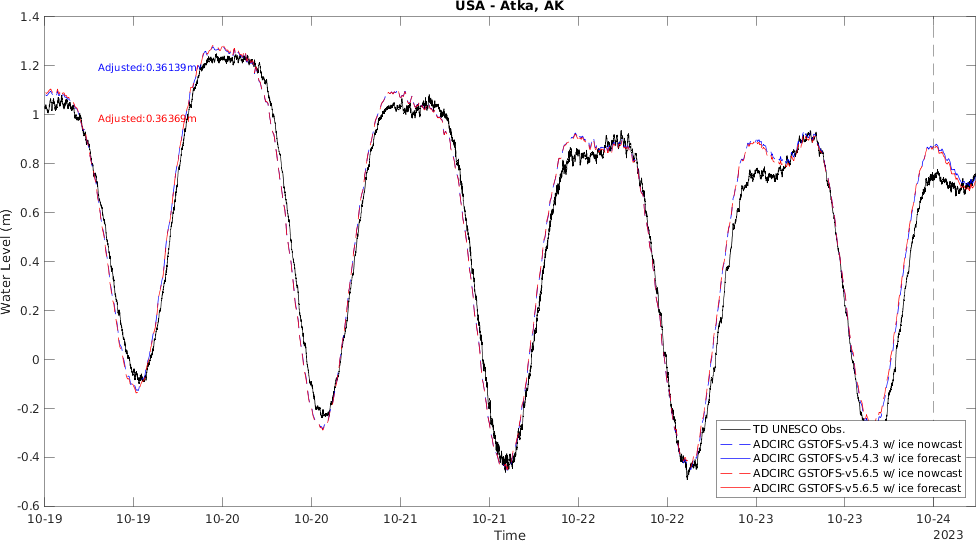 USA - Atka, AK
1.4
1.2
1
0.8
0.6
0.4
0.2
0
-0.2
-0.4
-0.6
Water Level (m)
Adjusted:0.36139m
Adjusted:0.36369m
TD UNESCO Obs.
ADCIRC GSTOFS-v5.4.3 w/ ice nowcast
ADCIRC GSTOFS-v5.4.3 w/ ice forecast
ADCIRC GSTOFS-v5.6.5 w/ ice nowcast
ADCIRC GSTOFS-v5.6.5 w/ ice forecast
10-19 10-19 10-20 10-20 10-21 10-21 10-22 10-22 10-23 10-23 10-24
2023
Time